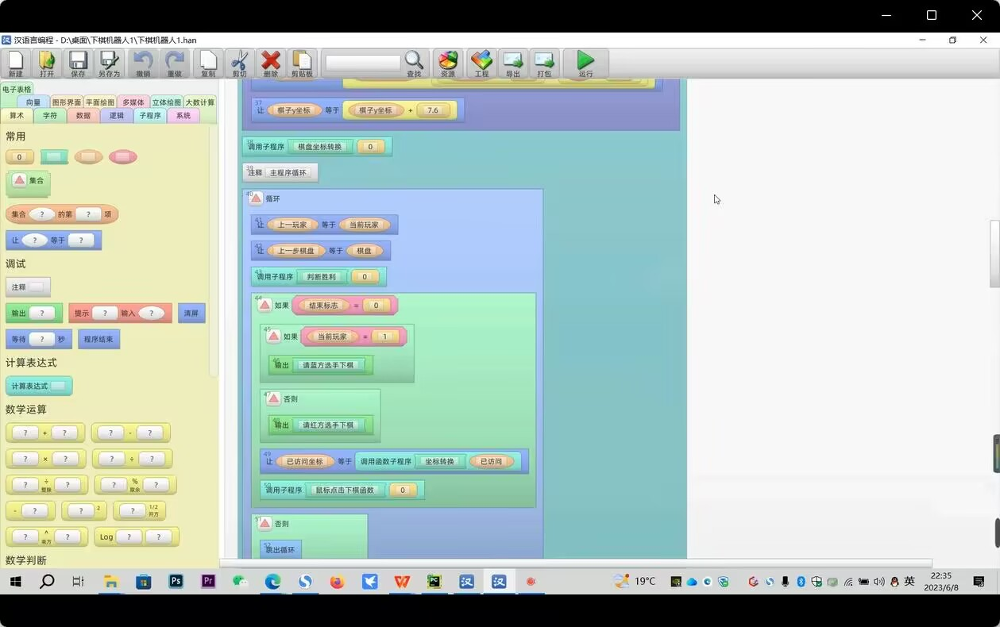 汉语言编程 - D:\桌面\下棋机器人1\下棋机器人1.han
新建 打开 保存 另存为 撤销 重做 复制 剪切 删除 剪贴板 查找 资源 工程 导出 打包 运行
电子表格
向量 图形界面 平面绘图 多媒体 立体绘图 大数计算
算术 字符 数据 逻辑 子程序 系统
常用
0
集合
集合 ? 的第 ? 项
让 ? 等于 ?
调试
注释
输出 ? 提示 ? 输入 ? 清屏
等待 ? 秒 程序结束
计算表达式
计算表达式
数学运算
? + ? ? - ?
? × ? ? ÷ ?
? ÷ 整除 ? ? % 取余 ?
- ? ? 2 ? 1/2 开方
? ^ 乘方 ? Log ? ?
数学判断
37 让 棋子y坐标 等于 棋子y坐标 + 7.6
38 调用子程序 棋盘坐标转换 0
39 注释 主程序循环
40 循环
41 让 上一玩家 等于 当前玩家
42 让 上一步棋盘 等于 棋盘
43 调用子程序 判断胜利 0
44 如果 结束标志 = 0
45 如果 当前玩家 = 1
46 输出 请蓝方选手下棋
47 否则
48 输出 请红方选手下棋
49 让 已访问坐标 等于 调用函数子程序 坐标转换 已访问
50 调用子程序 鼠标点击下棋函数 0
51 否则
52 跳出循环
19°C 英 22:35
2023/6/8